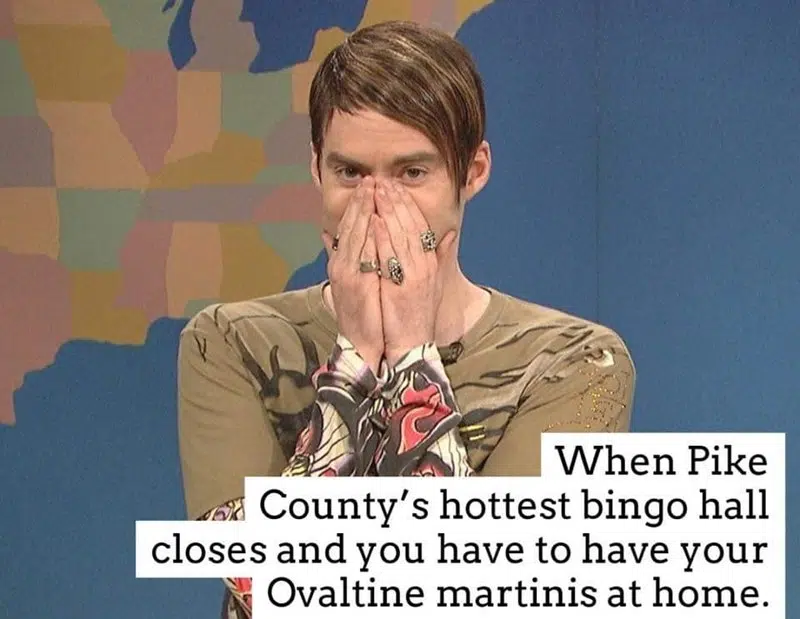 When Pike
County's hottest bingo hall
closes and you have to have your
Ovaltine martinis at home.